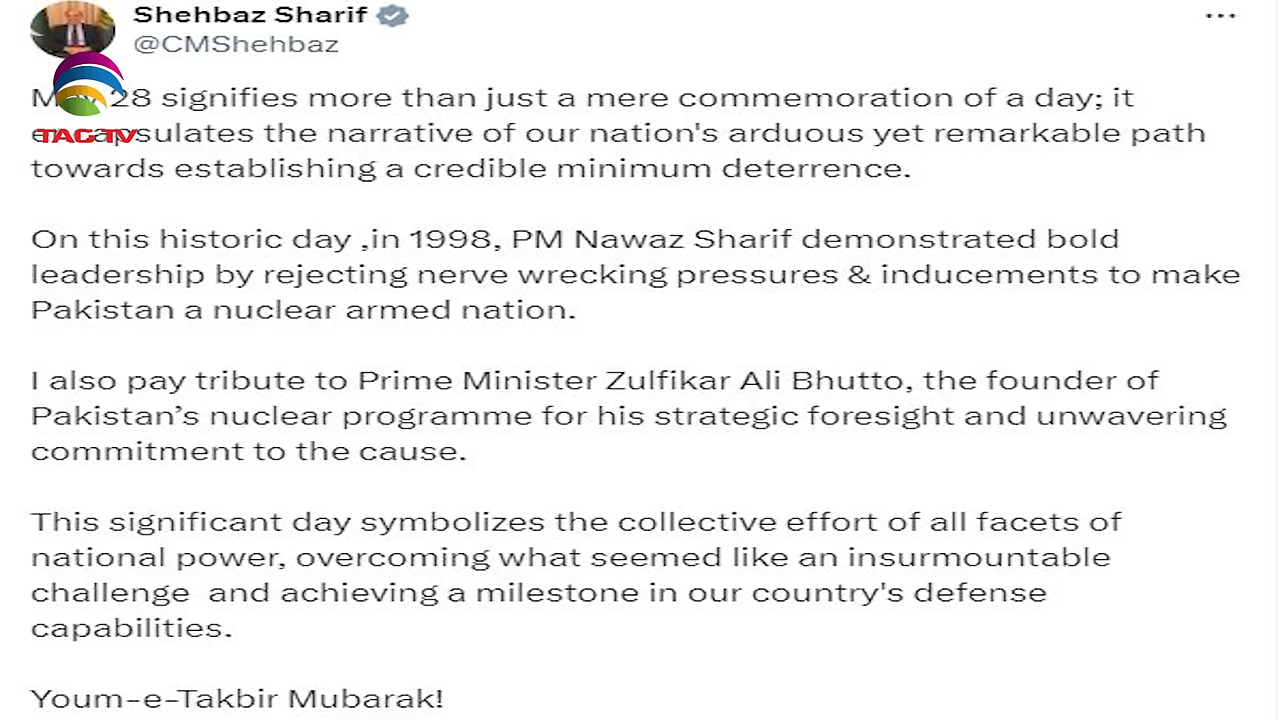 Shehbaz Sharif
@CMShehbaz
TAG TV
May 28 signifies more than just a mere commemoration of a day; it
encapsulates the narrative of our nation's arduous yet remarkable path
towards establishing a credible minimum deterrence.
On this historic day ,in 1998, PM Nawaz Sharif demonstrated bold
leadership by rejecting nerve wrecking pressures & inducements to make
Pakistan a nuclear armed nation.
I also pay tribute to Prime Minister Zulfikar Ali Bhutto, the founder of
Pakistan’s nuclear programme for his strategic foresight and unwavering
commitment to the cause.
This significant day symbolizes the collective effort of all facets of
national power, overcoming what seemed like an insurmountable
challenge  and achieving a milestone in our country's defense
capabilities.
Youm-e-Takbir Mubarak!